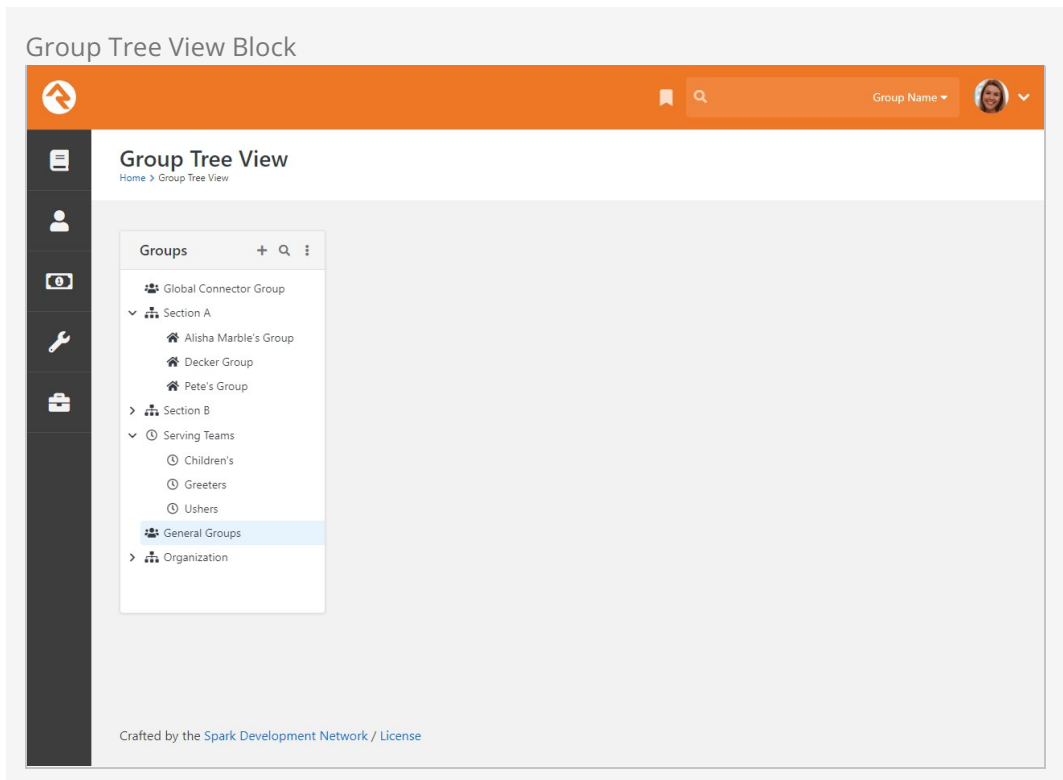 Group Tree View Block
Group Name
Group Tree View
Home > Group Tree View
Groups
Global Connector Group
Section A
Alisha Marble's Group
Decker Group
Pete's Group
Section B
Serving Teams
Children's
Greeters
Ushers
General Groups
Organization
Crafted by the Spark Development Network / License